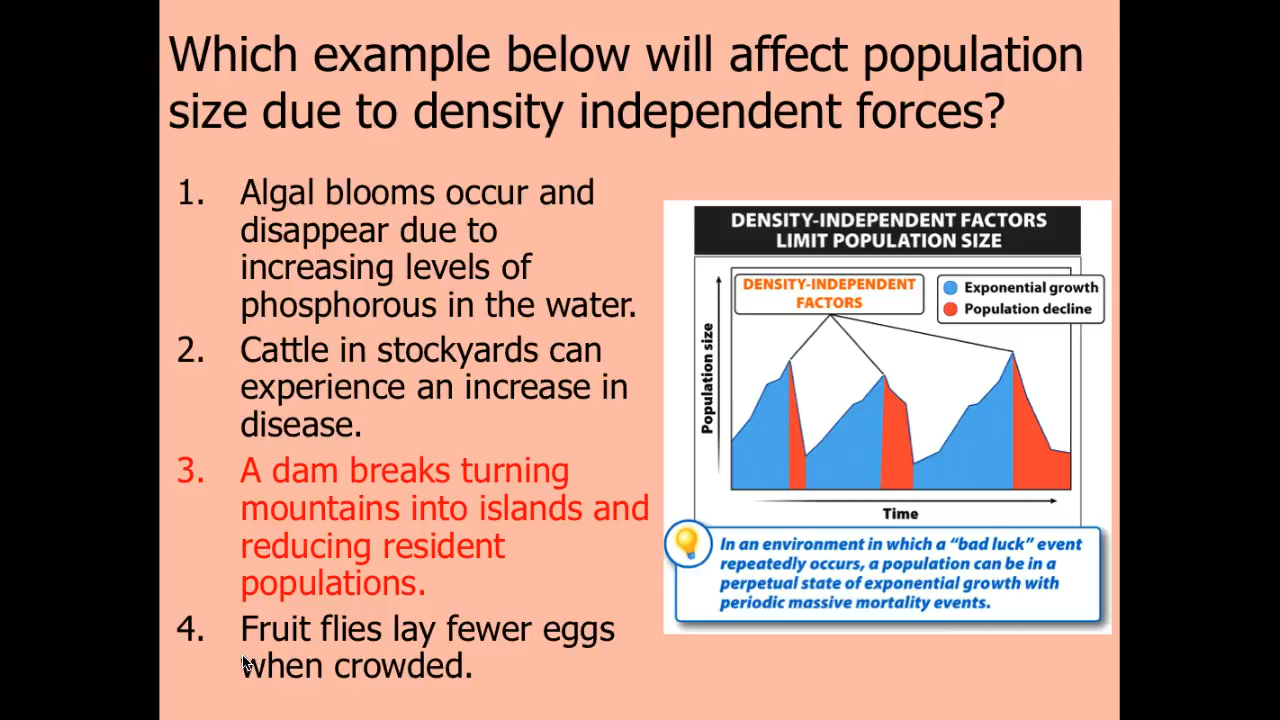 Which example below will affect population
size due to density independent forces?
1. Algal blooms occur and
disappear due to
increasing levels of
phosphorous in the water.
2. Cattle in stockyards can
experience an increase in
disease.
3. A dam breaks turning
mountains into islands and
reducing resident
populations.
4. Fruit flies lay fewer eggs
when crowded.
DENSITY-INDEPENDENT FACTORS
LIMIT POPULATION SIZE
DENSITY-INDEPENDENT
FACTORS
Exponential growth
Population decline
Population size
Time
In an environment in which a “bad luck” event
repeatedly occurs, a population can be in a
perpetual state of exponential growth with
periodic massive mortality events.